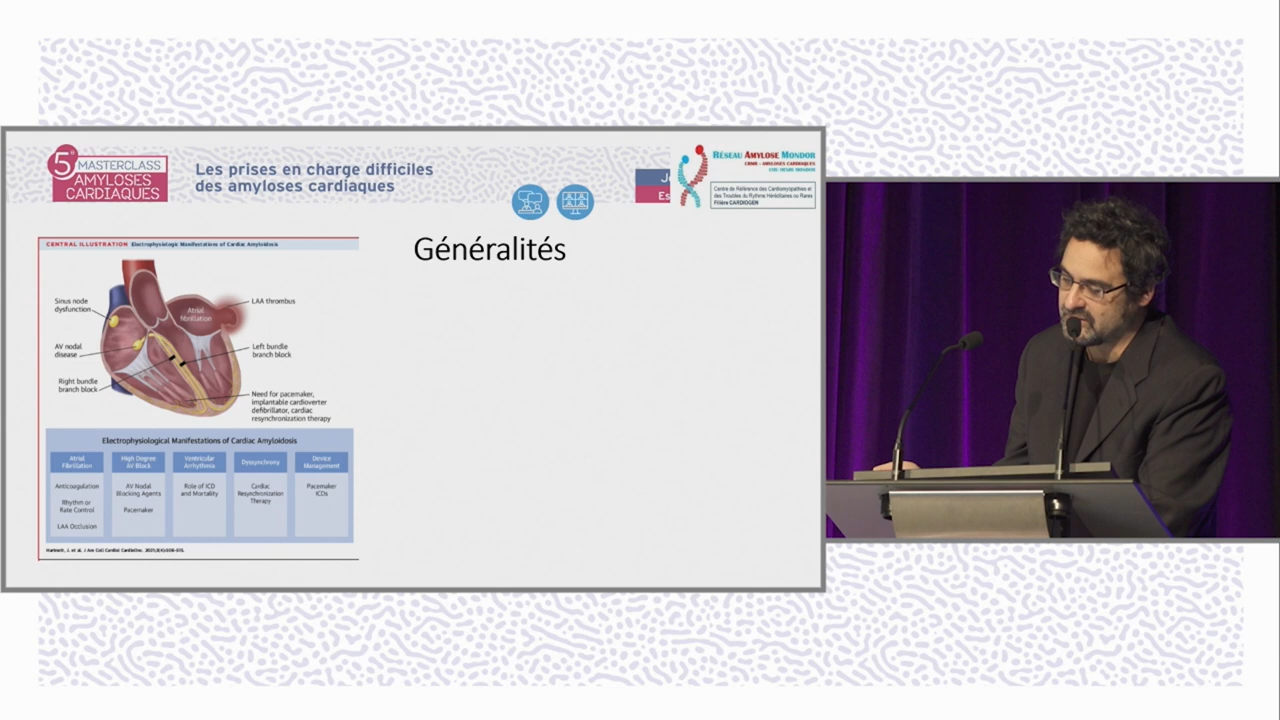 5e MASTERCLASS
AMYLOSES
CARDIAQUES
Les prises en charge difficiles
des amyloses cardiaques
RÉSEAU AMYLOSE MONDOR
CHU HENRI MONDOR
Centre de Référence des Cardiomyopathies et
des Troubles du Rythme Héréditaires ou Rares
Filière CARDIOGEN
Généralités
CENTRAL ILLUSTRATION Electrophysiologic Manifestations of Cardiac Amyloidosis
Sinus node
dysfunction
AV nodal
disease
Right bundle
branch block
Atrial
fibrillation
LAA thrombus
Left bundle
branch block
Need for pacemaker,
implantable cardioverter
defibrillator, cardiac
resynchronization therapy
Electrophysiological Manifestations of Cardiac Amyloidosis
Atrial
Fibrillation
Anticoagulation
Rhythm or
Rate Control
LAA Occlusion
High Degree
AV Block
AV Nodal
Blocking Agents
Pacemaker
Ventricular
Arrhythmia
Role of ICD
and Mortality
Dyssynchrony
Cardiac
Resynchronization
Therapy
Device
Management
Pacemaker
ICDs